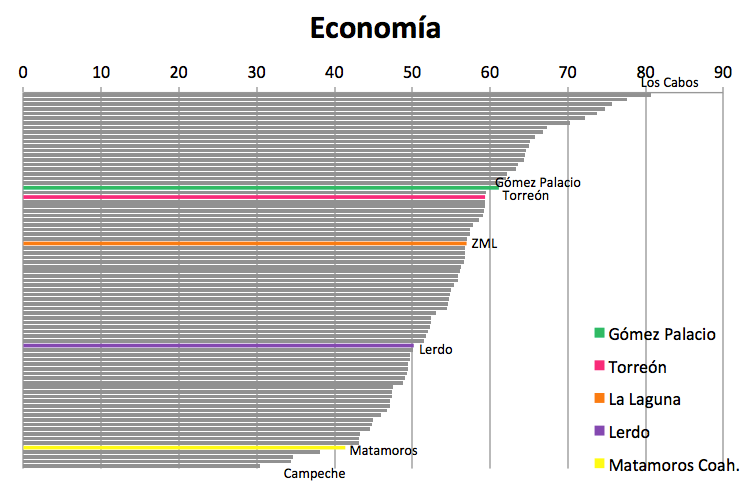 Economía
0 10 20 30 40 50 60 70 80 90
Los Cabos
Gómez Palacio
Torreón
ZML
Lerdo
Matamoros
Campeche
Gómez Palacio
Torreón
La Laguna
Lerdo
Matamoros Coah.